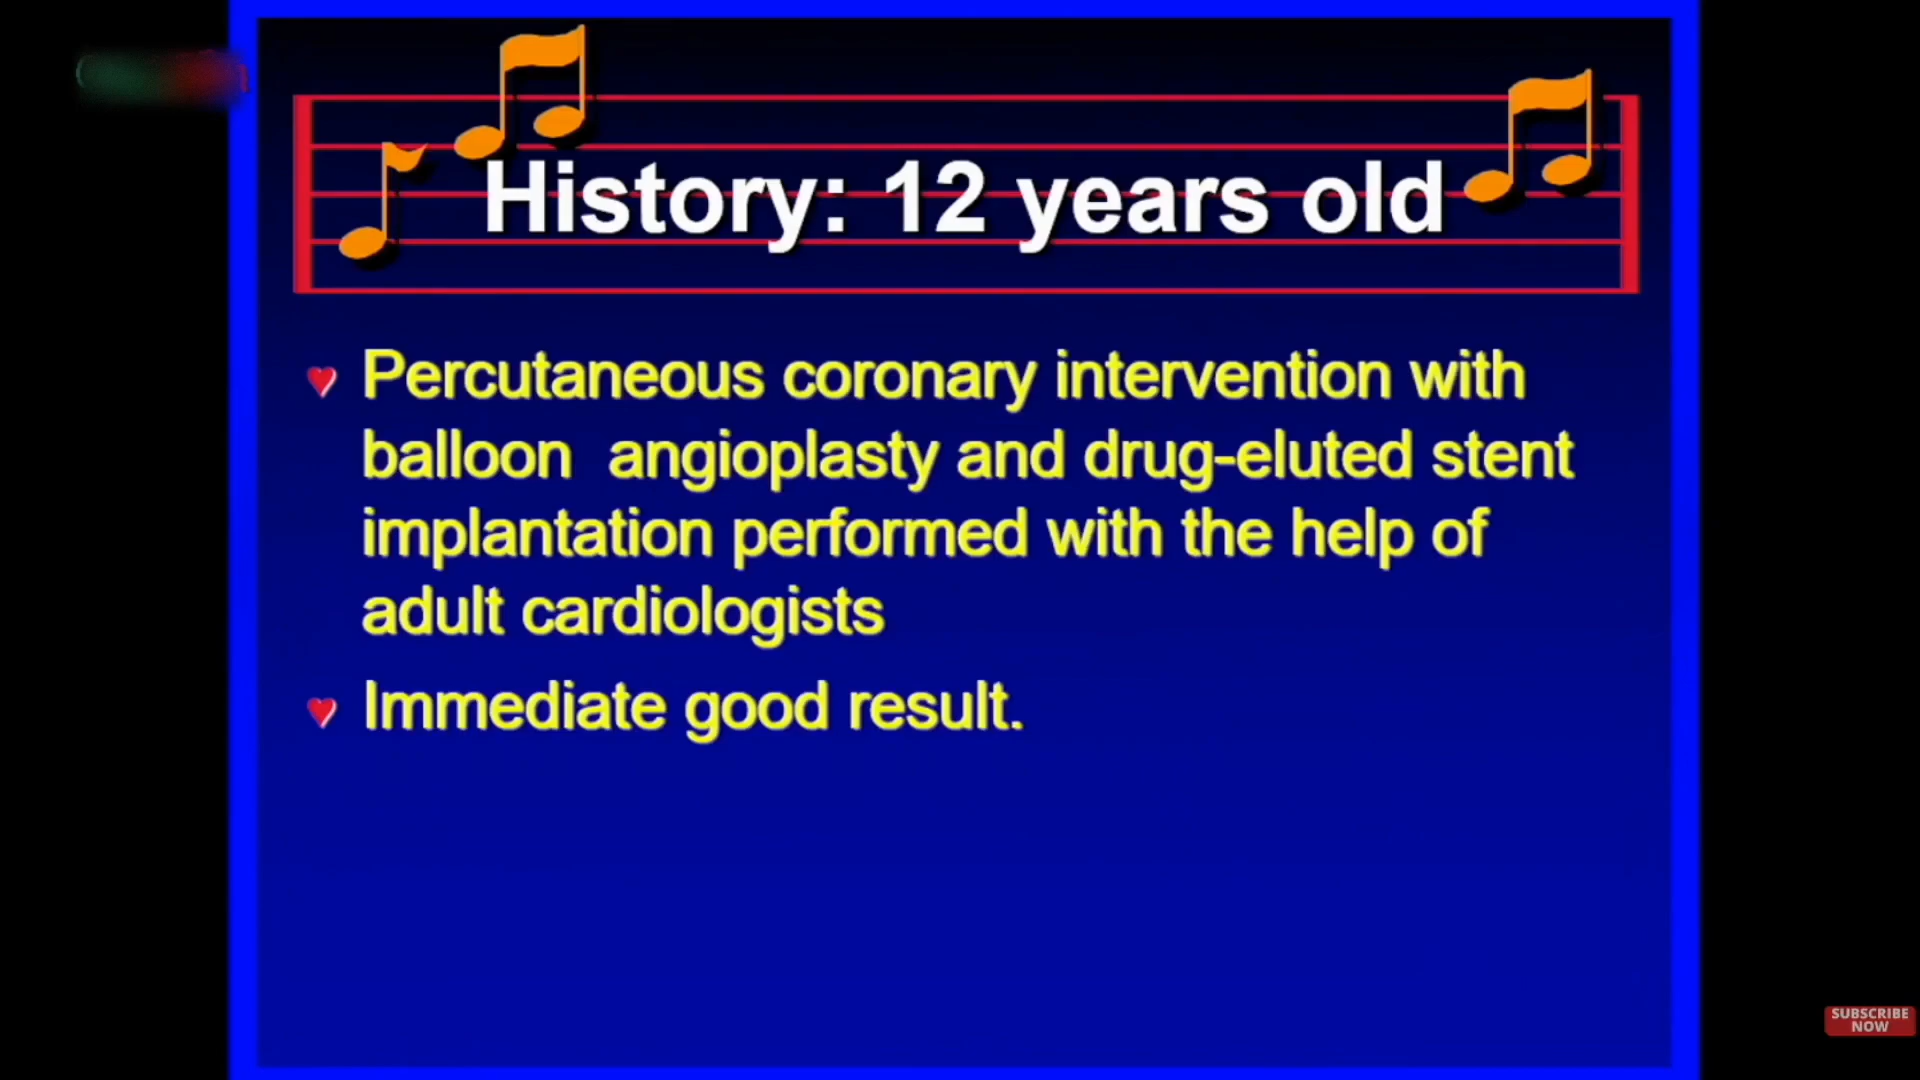 History: 12 years old
Percutaneous coronary intervention with
balloon angioplasty and drug-eluted stent
implantation performed with the help of
adult cardiologists
Immediate good result.
SUBSCRIBE
NOW